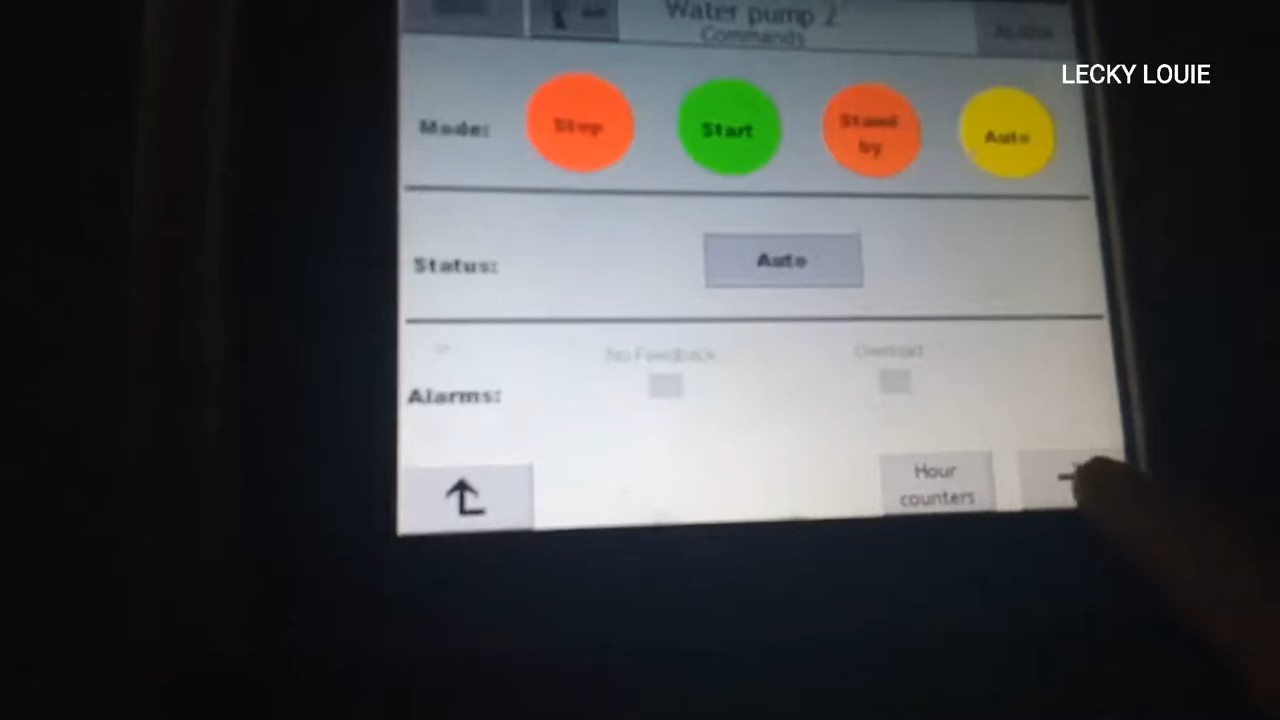 Water pump 2
Commands
ALARM
LECKY LOUIE
Mode:
Stop
Start
Stand
by
Auto
Status:
Auto
No Feedback
Overload
Alarms:
Hour
counters